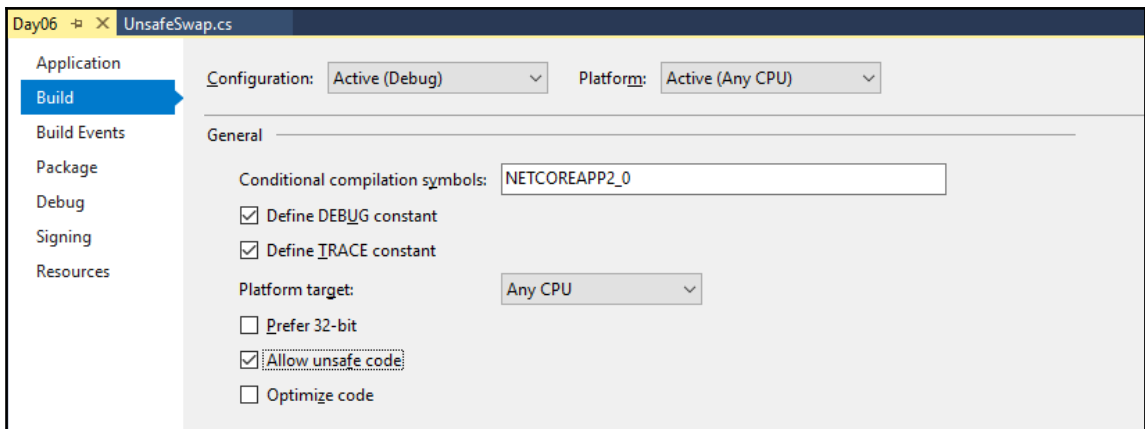 Day06 UnsafeSwap.cs
Application
Build
Build Events
Package
Debug
Signing
Resources
Configuration: Active (Debug) Platform: Active (Any CPU)
General
Conditional compilation symbols: NETCOREAPP2_0
Define DEBUG constant
Define TRACE constant
Platform target: Any CPU
Prefer 32-bit
Allow unsafe code
Optimize code